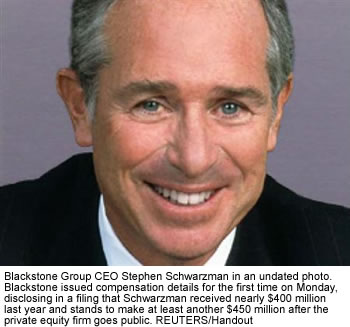 Blackstone Group CEO Stephen Schwarzman in an undated photo.
Blackstone issued compensation details for the first time on Monday,
disclosing in a filing that Schwarzman received nearly $400 million
last year and stands to make at least another $450 million after the
private equity firm goes public. REUTERS/Handout